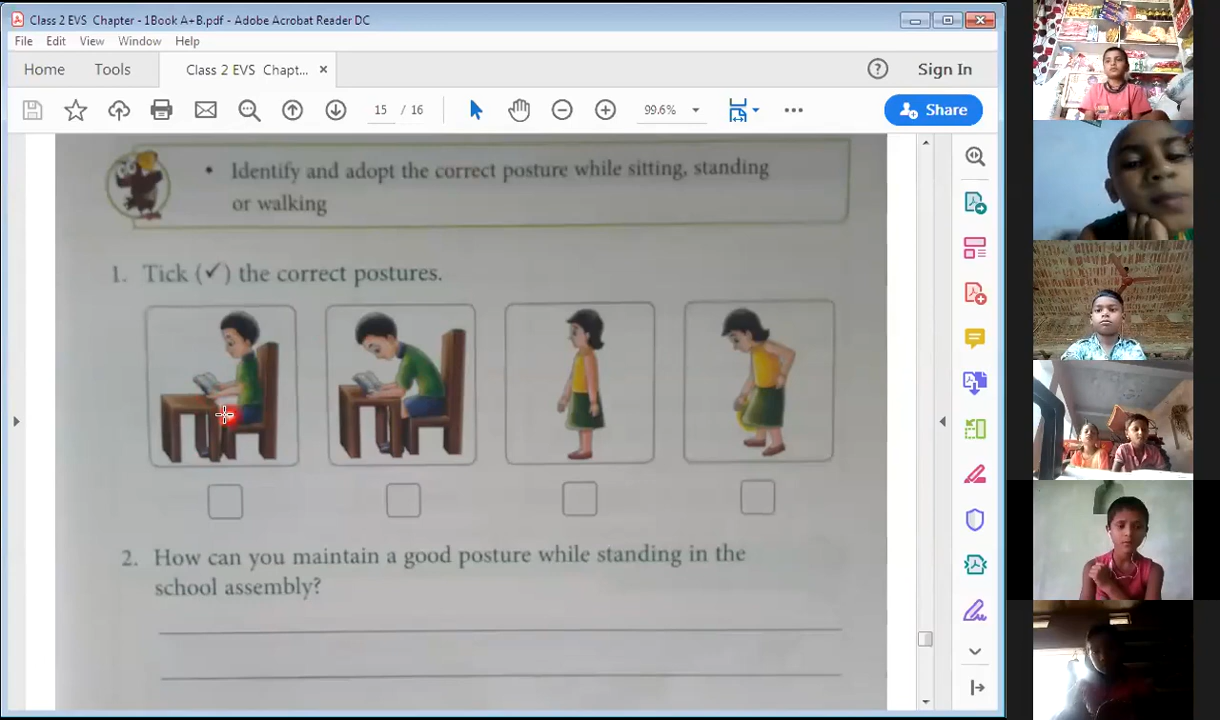 Class 2 EVS Chapter - 1Book A+B.pdf - Adobe Acrobat Reader DC
File Edit View Window Help
Home Tools Class 2 EVS Chapt... × ? Sign In
15 / 16 99.6% Share
• Identify and adopt the correct posture while sitting, standing
or walking
1. Tick (✓) the correct postures.
2. How can you maintain a good posture while standing in the
school assembly?